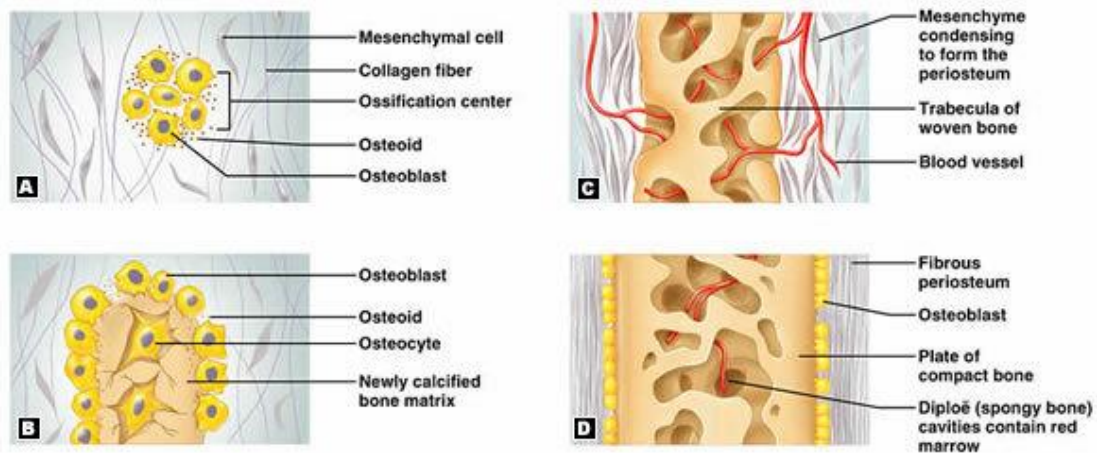 A
Mesenchymal cell
Collagen fiber
Ossification center
Osteoid
Osteoblast
B
Osteoblast
Osteoid
Osteocyte
Newly calcified
bone matrix
C
Mesenchyme
condensing
to form the
periosteum
Trabecula of
woven bone
Blood vessel
D
Fibrous
periosteum
Osteoblast
Plate of
compact bone
Diploë (spongy bone)
cavities contain red
marrow